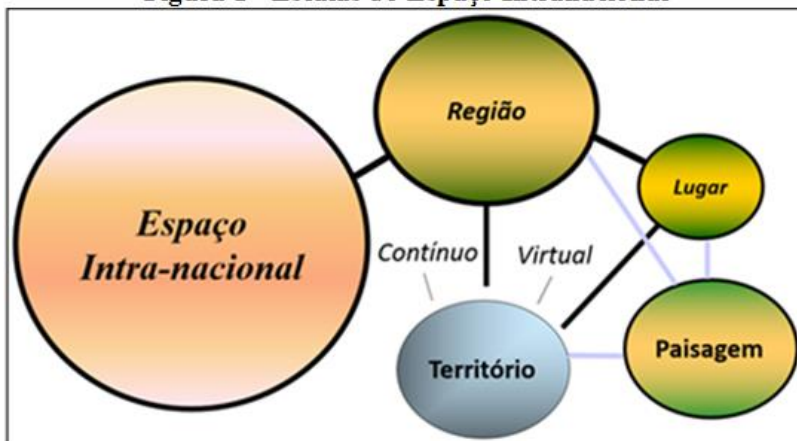 Região
Lugar
Espaço
Intra-nacional
Contínuo
Virtual
Território
Paisagem